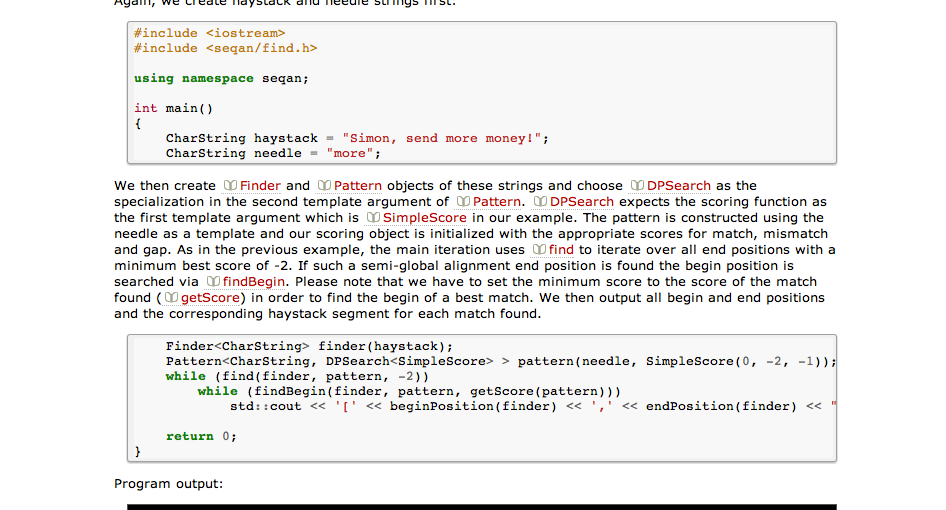 Again, we create haystack and needle strings first.
#include <iostream>
#include <seqan/find.h>
using namespace seqan;
int main()
{
CharString haystack = "Simon, send more money!";
CharString needle = "more";
We then create Finder and Pattern objects of these strings and choose DPSearch as the
specialization in the second template argument of Pattern. DPSearch expects the scoring function as
the first template argument which is SimpleScore in our example. The pattern is constructed using the
needle as a template and our scoring object is initialized with the appropriate scores for match, mismatch
and gap. As in the previous example, the main iteration uses find to iterate over all end positions with a
minimum best score of -2. If such a semi-global alignment end position is found the begin position is
searched via findBegin. Please note that we have to set the minimum score to the score of the match
found (getScore) in order to find the begin of a best match. We then output all begin and end positions
and the corresponding haystack segment for each match found.
Finder<CharString> finder(haystack);
Pattern<CharString, DPSearch<SimpleScore> > pattern(needle, SimpleScore(0, -2, -1));
while (find(finder, pattern, -2))
while (findBegin(finder, pattern, getScore(pattern)))
std::cout << '[' << beginPosition(finder) << ',' << endPosition(finder) << "
return 0;
}
Program output: